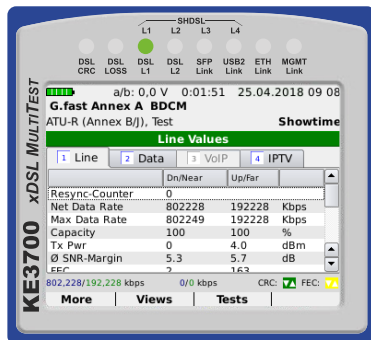 SHDSL
L1 L2 L3 L4
DSL CRC DSL LOSS DSL L1 DSL L2 SFP Link USB2 Link ETH Link MGMT Link
KE3700 xDSL MULTITEST
a/b: 0,0 V 0:01:51 25.04.2018 09 08
G.fast Annex A BDCM
ATU-R (Annex B/J), Test Showtime
Line Values
1 Line 2 Data 3 VoIP 4 IPTV
Dn/Near Up/Far
Resync-Counter 0
Net Data Rate 802228 192228 Kbps
Max Data Rate 802249 192228 Kbps
Capacity 100 100 %
Tx Pwr 0 4.0 dBm
Ø SNR-Margin 5.3 5.7 dB
FEC 2 163
802,228/192,228 kbps 0/0 kbps CRC: FEC:
More Views Tests